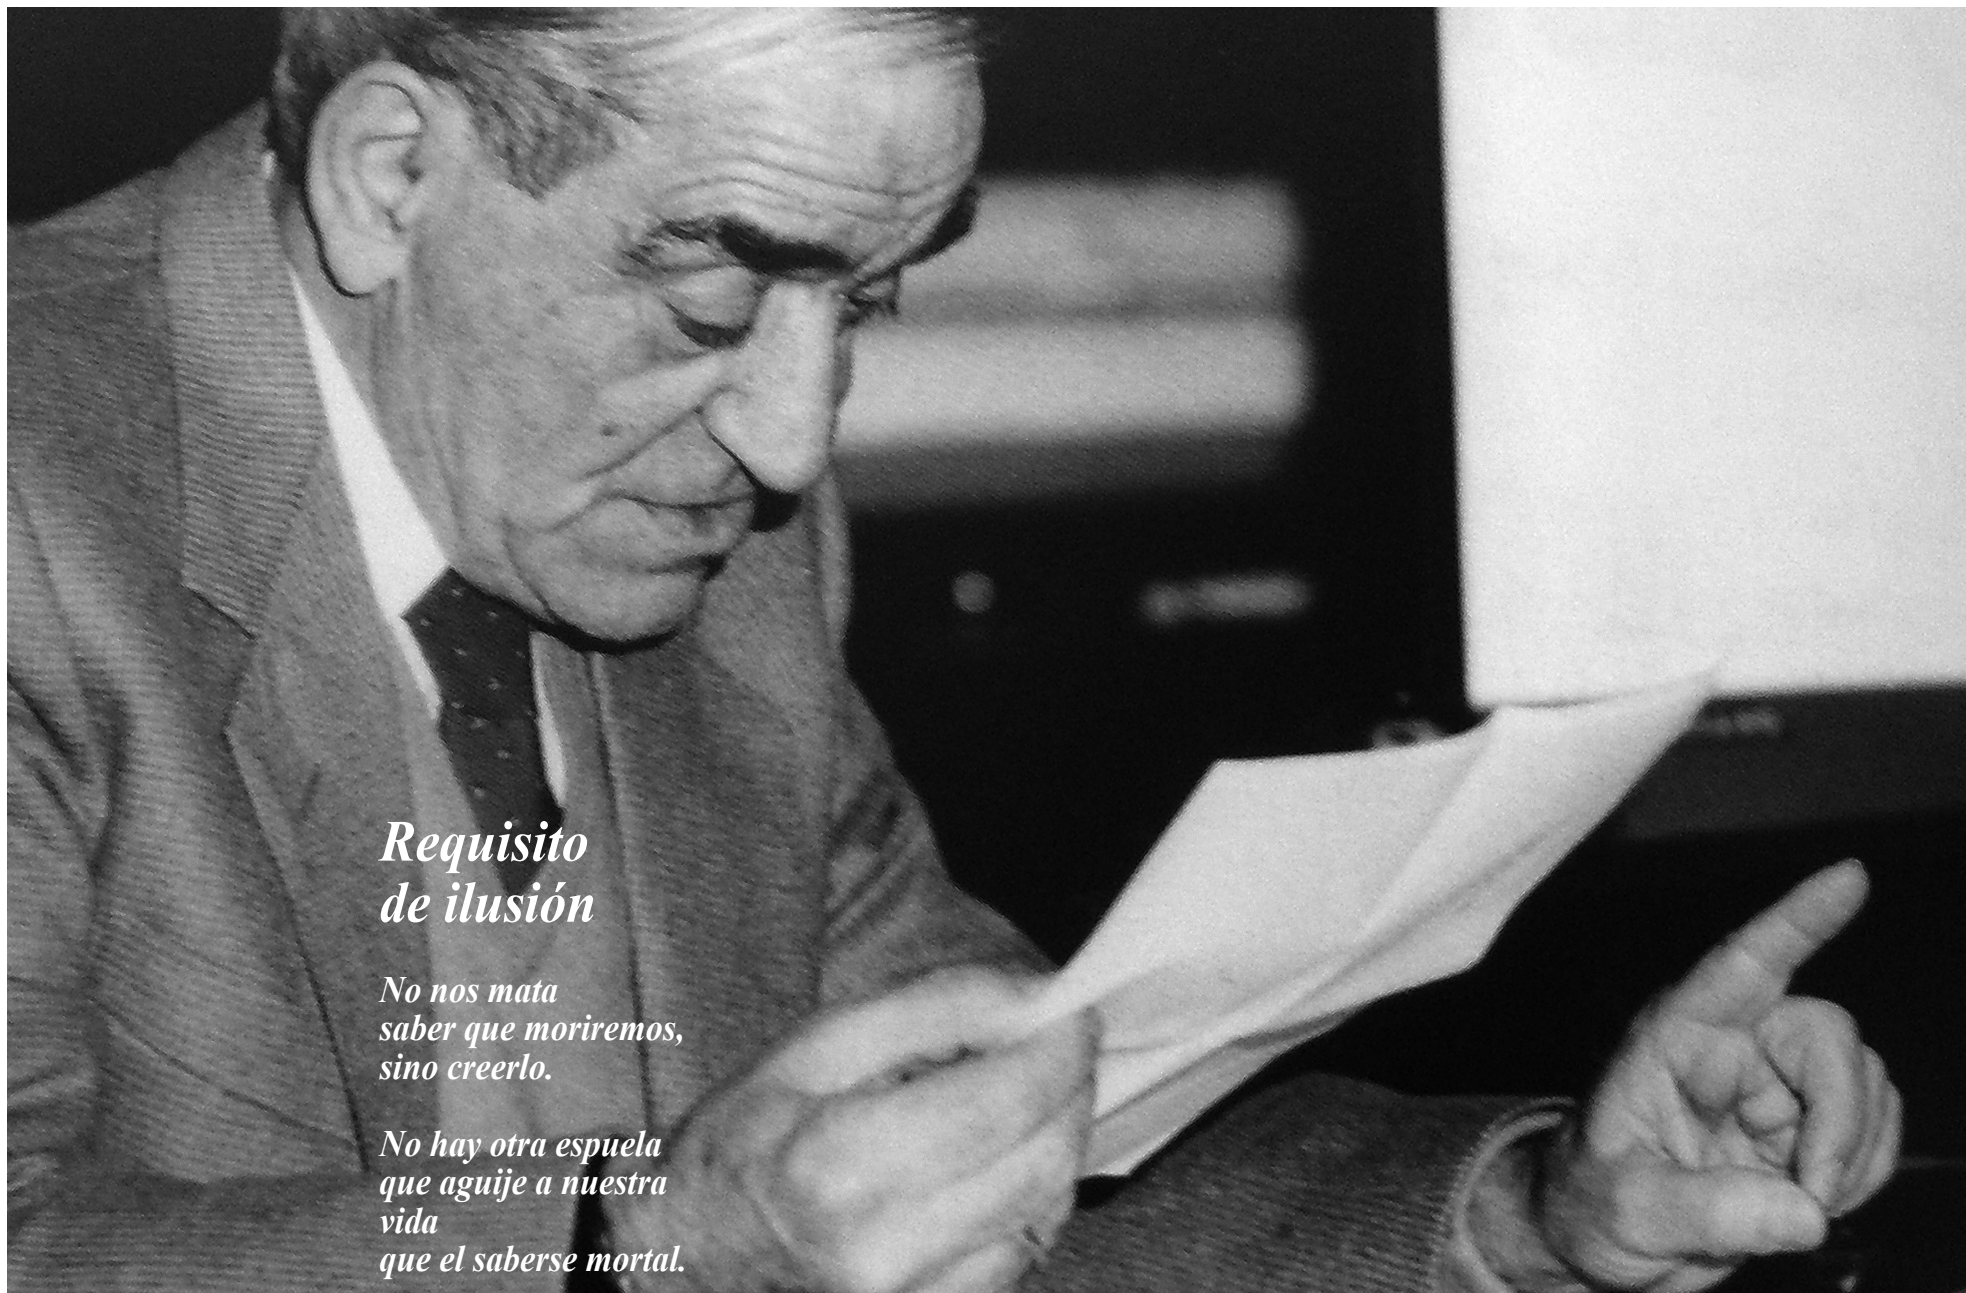 Requisito
de ilusión
No nos mata
saber que moriremos,
sino creerlo.
No hay otra espuela
que aguije a nuestra
vida
que el saberse mortal.